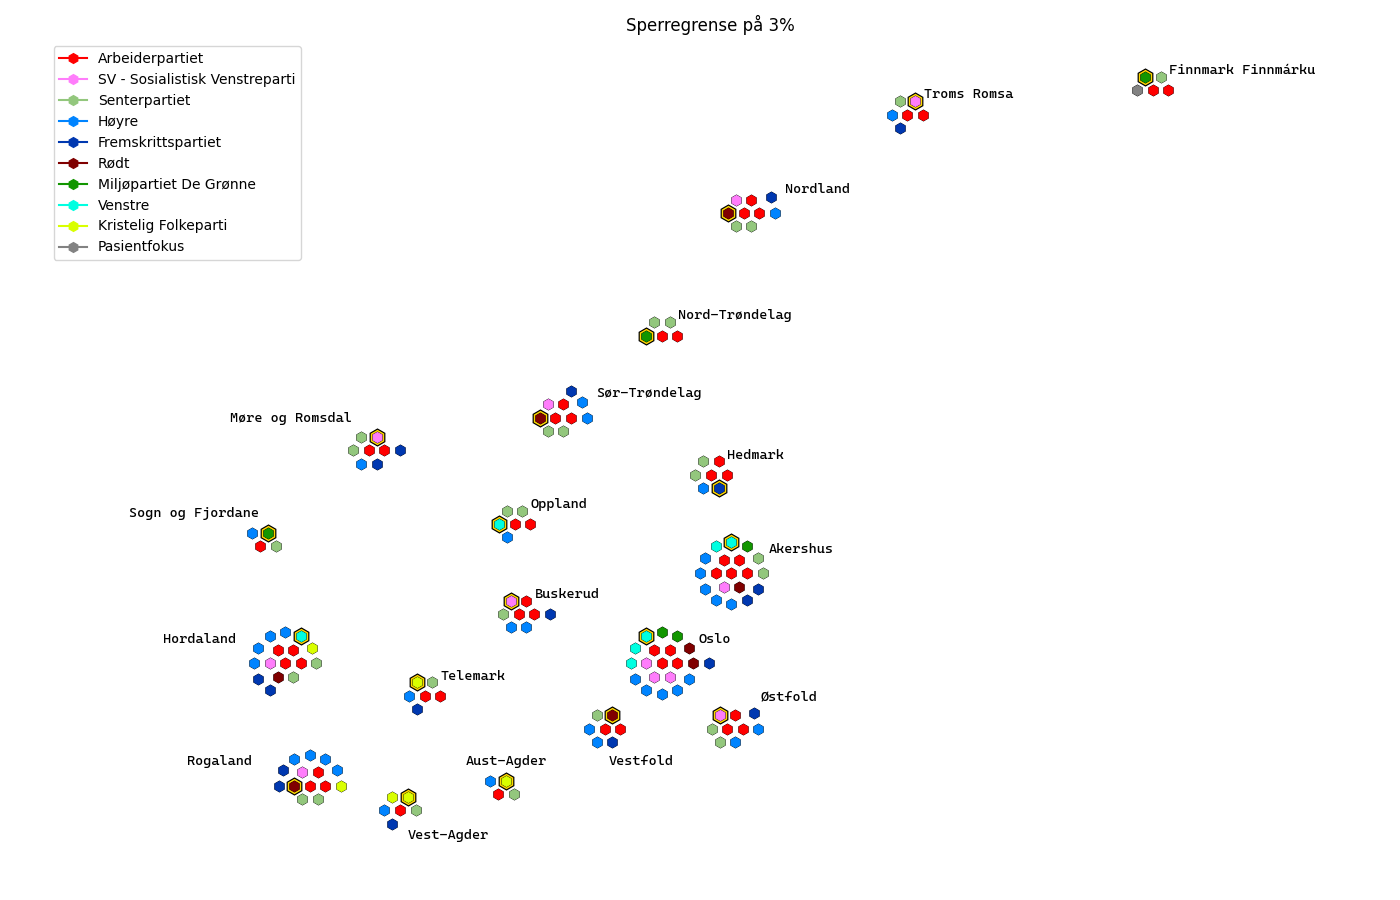 Sperregrense på 3%
Arbeiderpartiet
SV - Sosialistisk Venstreparti
Senterpartiet
Høyre
Fremskrittspartiet
Rødt
Miljøpartiet De Grønne
Venstre
Kristelig Folkeparti
Pasientfokus
Finnmark Finnmárku
Troms Romsa
Nordland
Nord-Trøndelag
Sør-Trøndelag
Møre og Romsdal
Hedmark
Oppland
Sogn og Fjordane
Akershus
Buskerud
Hordaland
Oslo
Telemark
Østfold
Rogaland
Aust-Agder
Vestfold
Vest-Agder